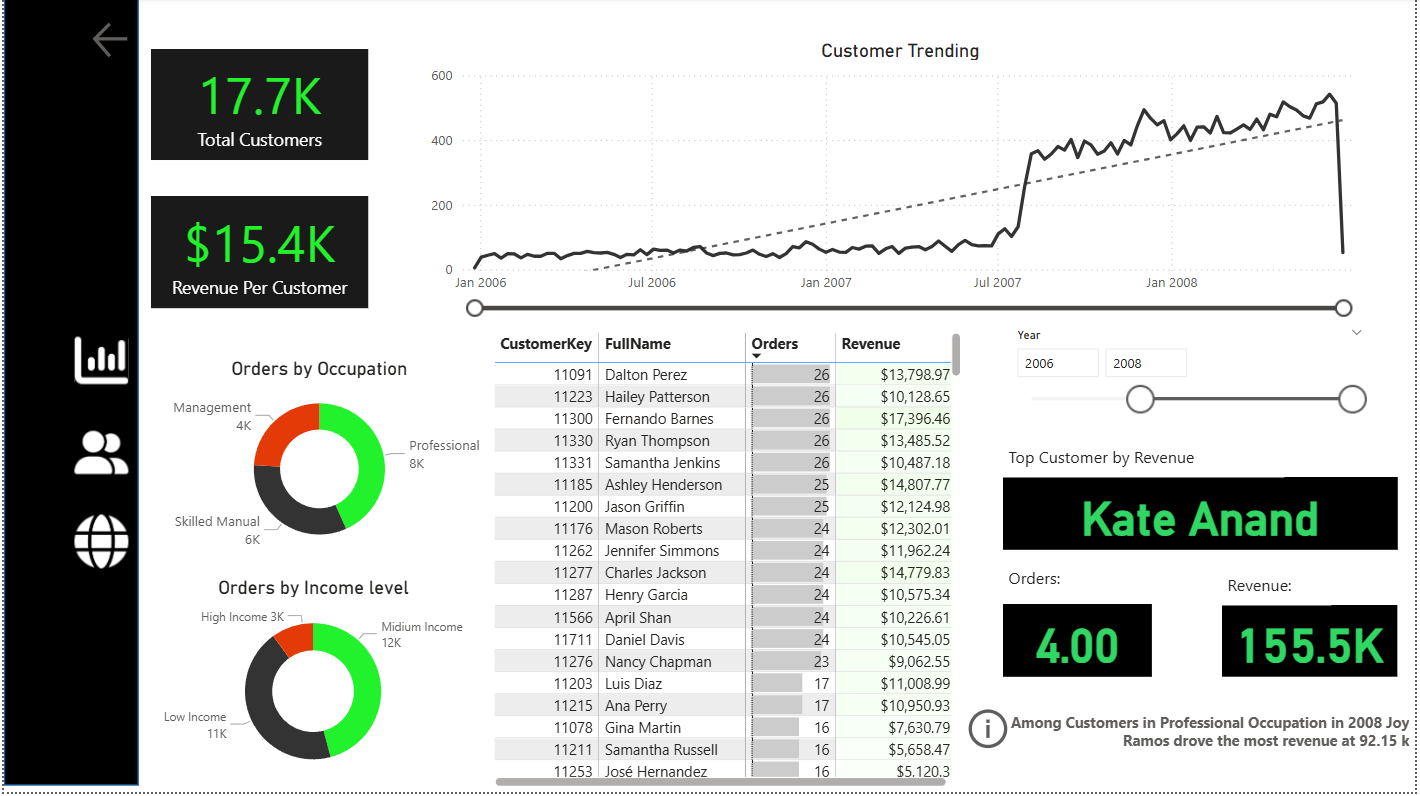 17.7K
Total Customers
$15.4K
Revenue Per Customer
Customer Trending
600
400
200
0
Jan 2006 Jul 2006 Jan 2007 Jul 2007 Jan 2008
Orders by Occupation
Management
4K
Professional
8K
Skilled Manual
6K
Orders by Income level
High Income 3K
Midium Income
12K
Low Income
11K
CustomerKey FullName Orders Revenue
11091 Dalton Perez 26 $13,798.97
11223 Hailey Patterson 26 $10,128.65
11300 Fernando Barnes 26 $17,396.46
11330 Ryan Thompson 26 $13,485.52
11331 Samantha Jenkins 26 $10,487.18
11185 Ashley Henderson 25 $14,807.77
11200 Jason Griffin 25 $12,124.98
11176 Mason Roberts 24 $12,302.01
11262 Jennifer Simmons 24 $11,962.24
11277 Charles Jackson 24 $14,779.83
11287 Henry Garcia 24 $10,575.34
11566 April Shan 24 $10,226.61
11711 Daniel Davis 24 $10,545.05
11276 Nancy Chapman 23 $9,062.55
11203 Luis Diaz 17 $11,008.99
11215 Ana Perry 17 $10,950.93
11078 Gina Martin 16 $7,630.79
11211 Samantha Russell 16 $5,658.47
11253 José Hernandez 16 $5,120.3
Year
2006 2008
Top Customer by Revenue
Kate Anand
Orders:
4.00
Revenue:
155.5K
Among Customers in Professional Occupation in 2008 Joy
Ramos drove the most revenue at 92.15 k